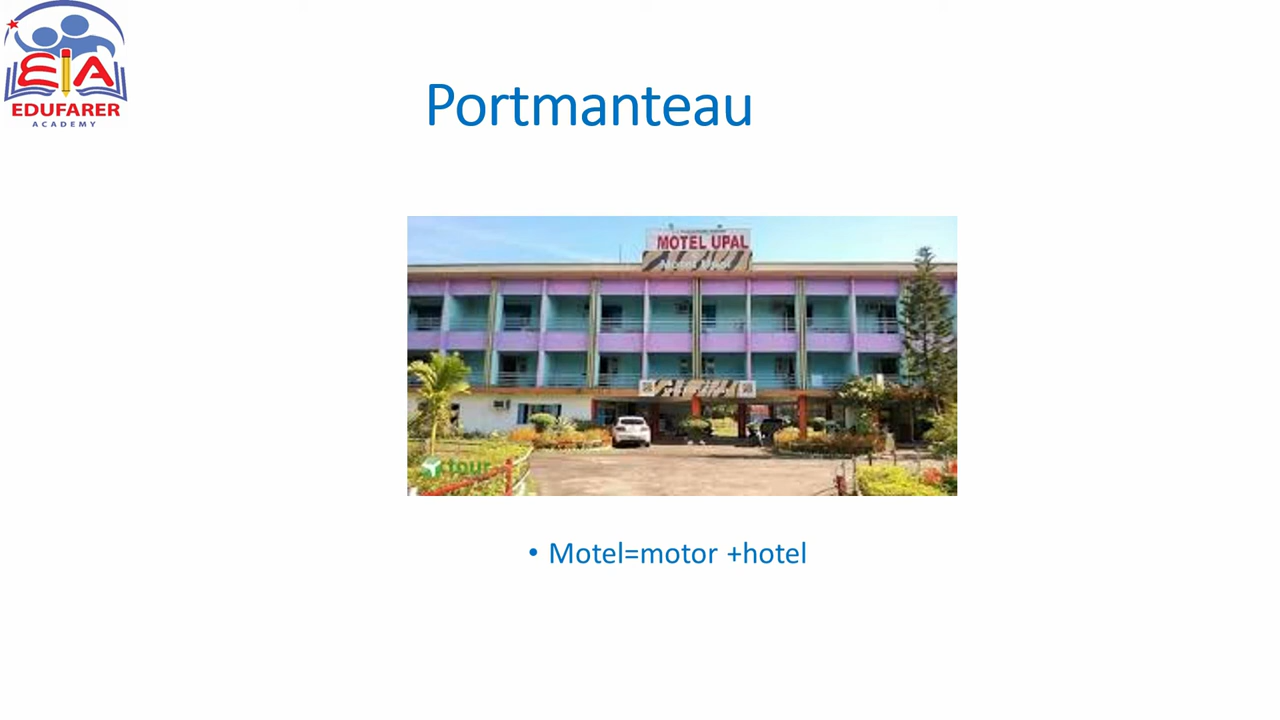 EIA
EDUFARER
ACADEMY
Portmanteau
MOTEL UPAL
tour
• Motel=motor +hotel